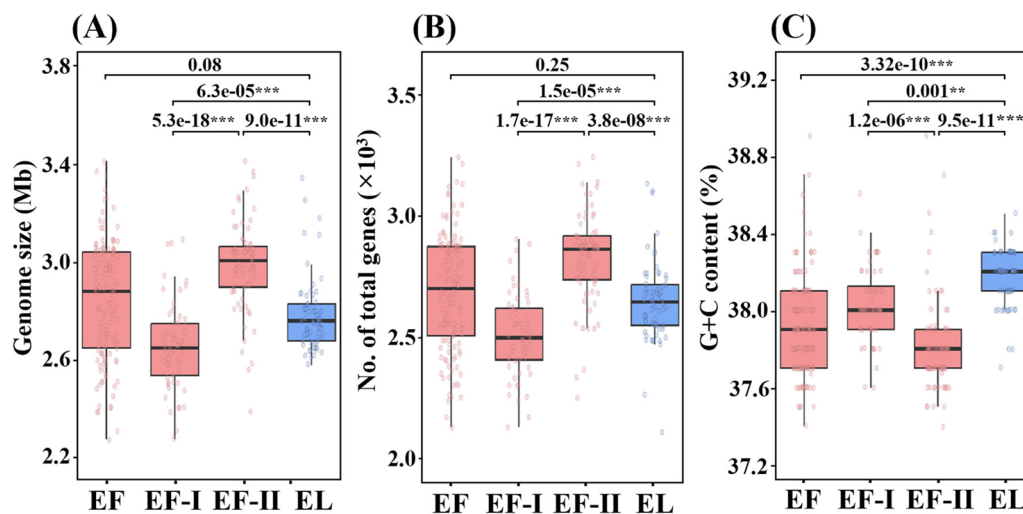 (A)
Genome size (Mb)
3.8
3.4
3.0
2.6
2.2
0.08
6.3e-05***
5.3e-18***
9.0e-11***
EF
EF-I
EF-II
EL
(B)
No. of total genes (×10³)
3.5
3.0
2.5
2.0
0.25
1.5e-05***
1.7e-17***
3.8e-08***
EF
EF-I
EF-II
EL
(C)
G+C content (%)
39.2
38.8
38.4
38.0
37.6
37.2
3.32e-10***
0.001**
1.2e-06***
9.5e-11***
EF
EF-I
EF-II
EL